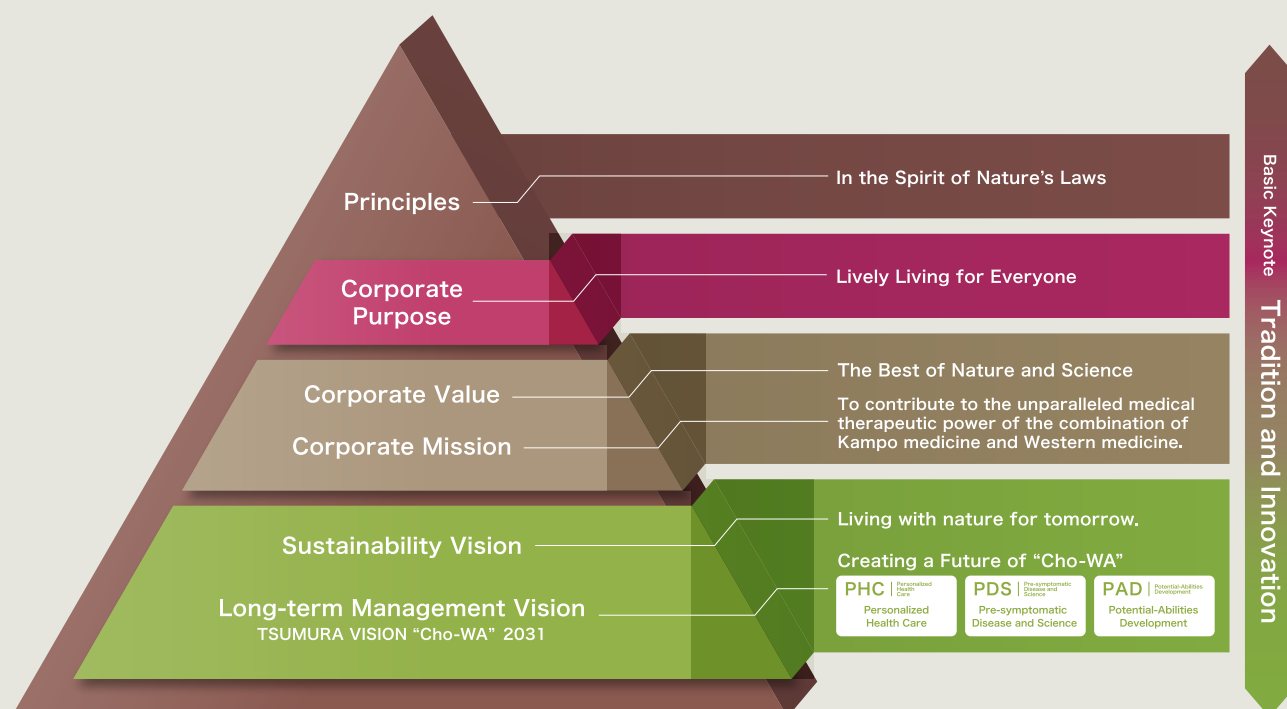 Principles
In the Spirit of Nature's Laws
Corporate
Purpose
Lively Living for Everyone
Corporate Value
The Best of Nature and Science
Corporate Mission
To contribute to the unparalleled medical
therapeutic power of the combination of
Kampo medicine and Western medicine.
Sustainability Vision
Living with nature for tomorrow.
Long-term Management Vision
TSUMURA VISION “Cho-WA” 2031
Creating a Future of “Cho-WA”
PHC
Personalized
Health
Care
Personalized
Health Care
PDS
Pre-symptomatic
Disease and
Science
Pre-symptomatic
Disease and Science
PAD
Potential-Abilities
Development
Potential-Abilities
Development
Basic Keynote Tradition and Innovation